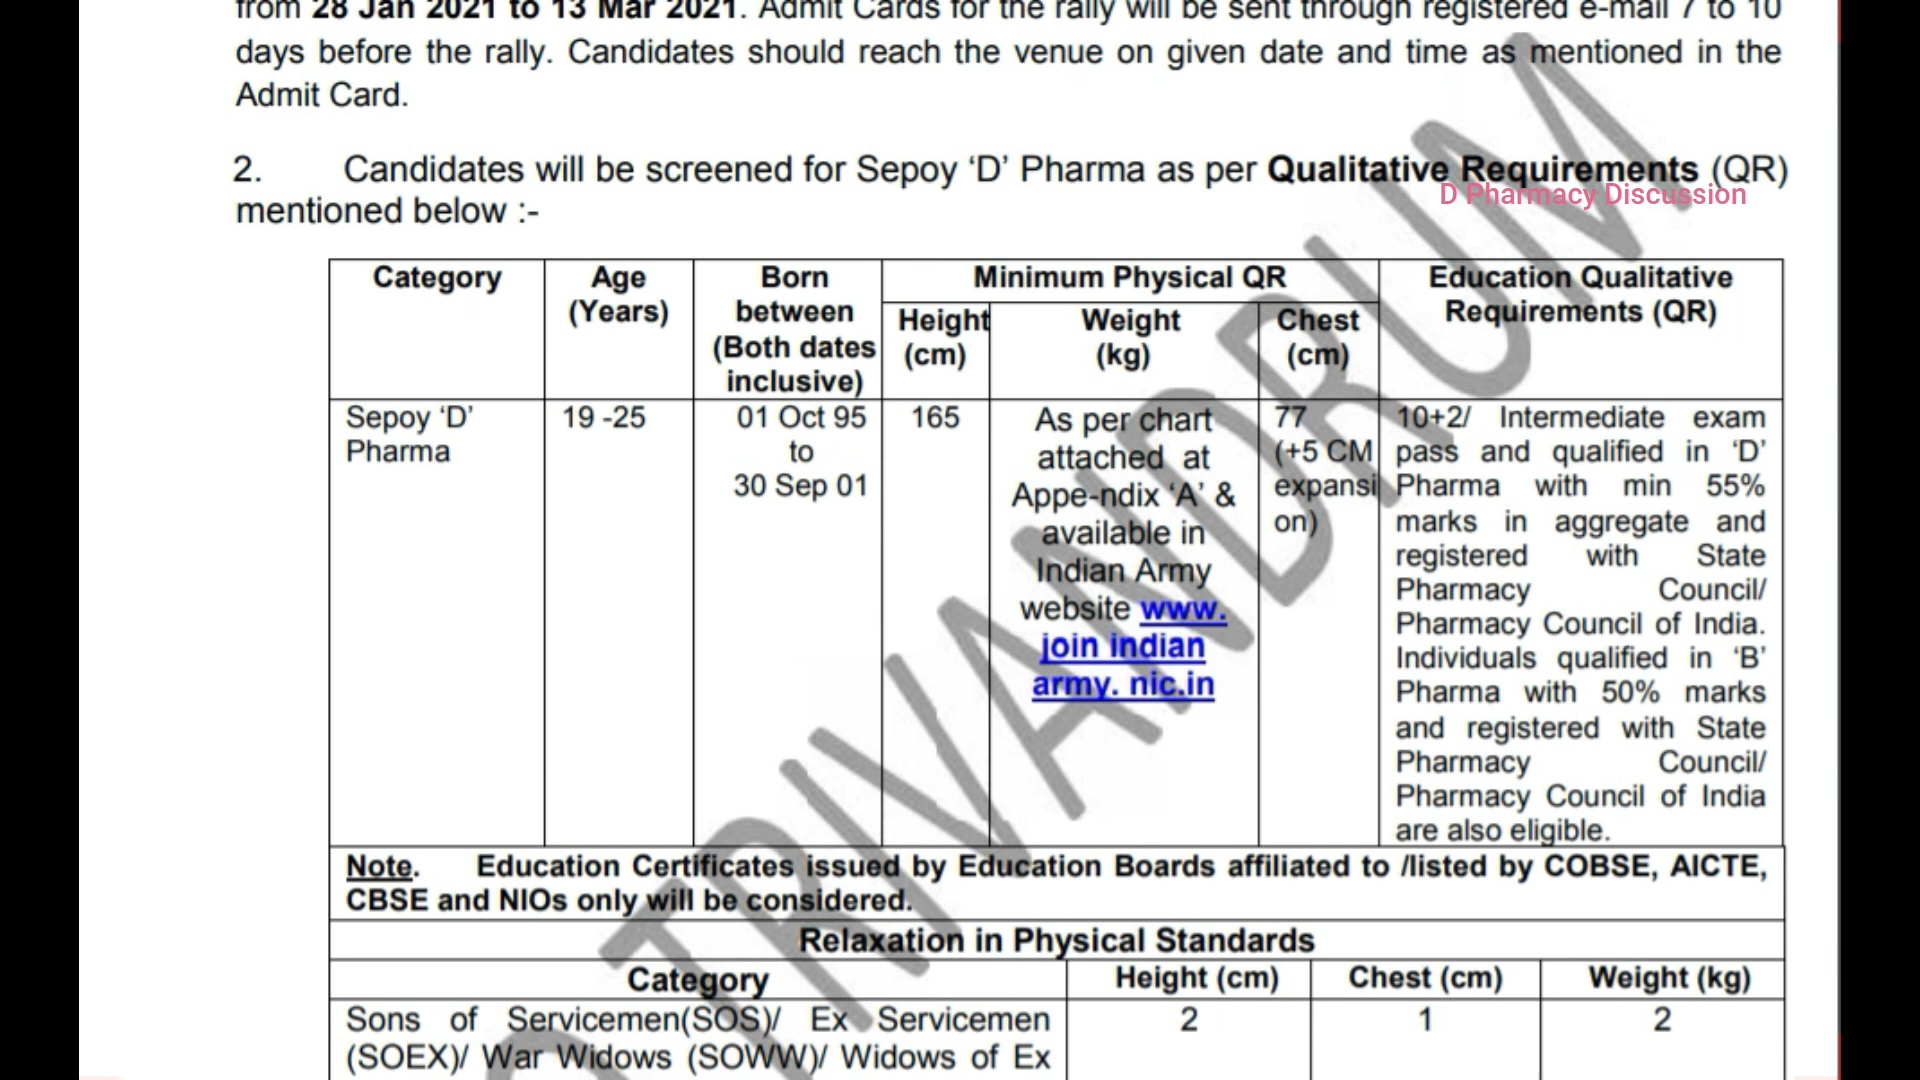 from 28 Jan 2021 to 13 Mar 2021. Admit Cards for the rally will be sent through registered e-mail 7 to 10
days before the rally. Candidates should reach the venue on given date and time as mentioned in the
Admit Card.
2. Candidates will be screened for Sepoy ‘D’ Pharma as per Qualitative Requirements (QR)
D Pharmacy Discussion
mentioned below :-
Category
Age
(Years)
Born
between
(Both dates
inclusive)
Minimum Physical QR
Height
(cm)
Weight
(kg)
Chest
(cm)
Education Qualitative
Requirements (QR)
Sepoy ‘D’
Pharma
19 -25
01 Oct 95
to
30 Sep 01
165
As per chart
attached at
Appe-ndix ‘A’ &
available in
Indian Army
website www.
join indian
army. nic.in
77
(+5 CM
expansi
on)
10+2/ Intermediate exam
pass and qualified in ‘D’
Pharma with min 55%
marks in aggregate and
registered with State
Pharmacy Council/
Pharmacy Council of India.
Individuals qualified in ‘B’
Pharma with 50% marks
and registered with State
Pharmacy Council/
Pharmacy Council of India
are also eligible.
Note. Education Certificates issued by Education Boards affiliated to /listed by COBSE, AICTE,
CBSE and NIOs only will be considered.
Relaxation in Physical Standards
Category Height (cm) Chest (cm) Weight (kg)
Sons of Servicemen(SOS)/ Ex Servicemen 2 1 2
(SOEX)/ War Widows (SOWW)/ Widows of Ex
TRIVANDRUM